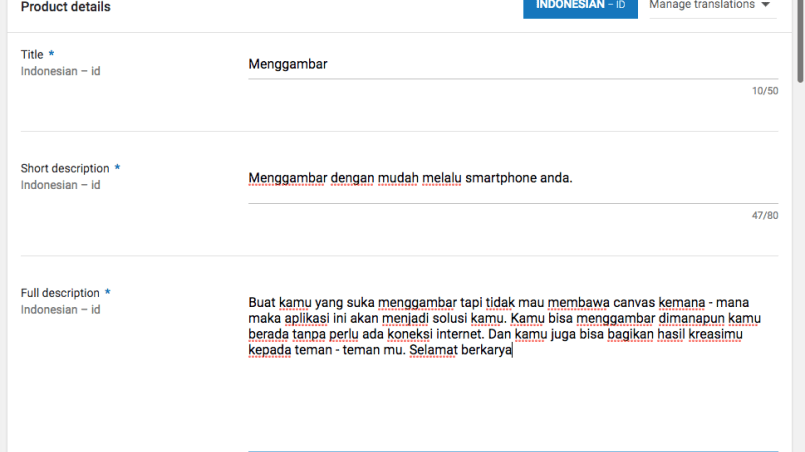 Product details
INDONESIAN – ID
Manage translations
Title *
Indonesian – id
Menggambar
10/50
Short description *
Indonesian – id
Menggambar dengan mudah melalu smartphone anda.
47/80
Full description *
Indonesian – id
Buat kamu yang suka menggambar tapi tidak mau membawa canvas kemana - mana
maka aplikasi ini akan menjadi solusi kamu. Kamu bisa menggambar dimanapun kamu
berada tanpa perlu ada koneksi internet. Dan kamu juga bisa bagikan hasil kreasimu
kepada teman - teman mu. Selamat berkarya